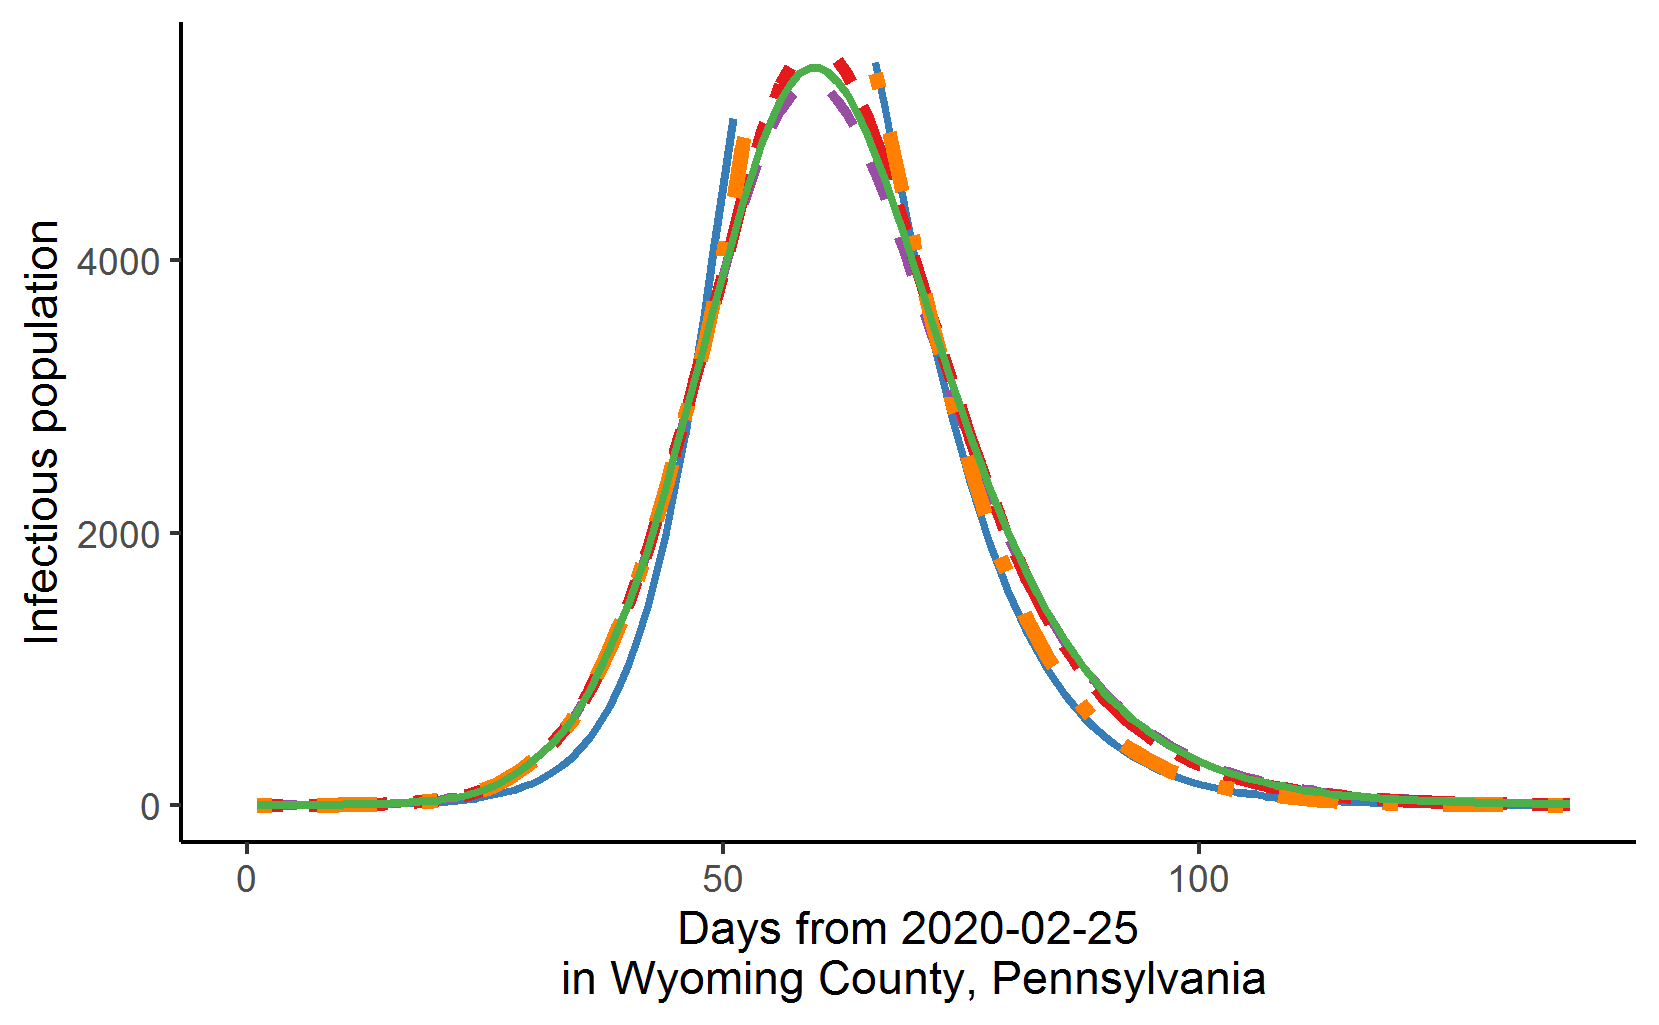 Infectious population
4000
2000
0
0 50 100
Days from 2020-02-25
in Wyoming County, Pennsylvania